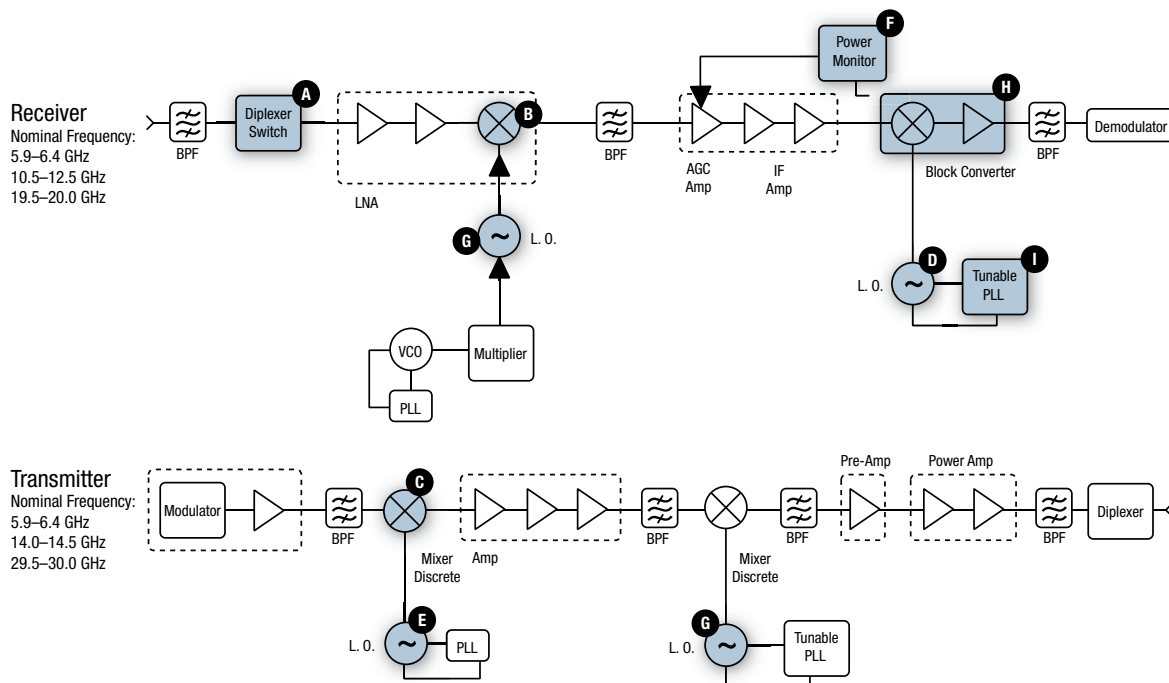 F
Power
Monitor
A
H
Receiver
Nominal Frequency:
5.9–6.4 GHz
10.5–12.5 GHz
19.5–20.0 GHz
BPF
Diplexer
Switch
B
LNA
BPF
AGC
Amp
IF
Amp
Block Converter
BPF
Demodulator
G
~
L. O.
D
I
L. O.
~
Tunable
PLL
VCO
Multiplier
PLL
Transmitter
Nominal Frequency:
5.9–6.4 GHz
14.0–14.5 GHz
29.5–30.0 GHz
Modulator
BPF
C
Mixer
Discrete
Amp
BPF
Mixer
Discrete
BPF
Pre-Amp
Power Amp
BPF
Diplexer
E
L. O.
~
PLL
G
L. O.
~
Tunable
PLL